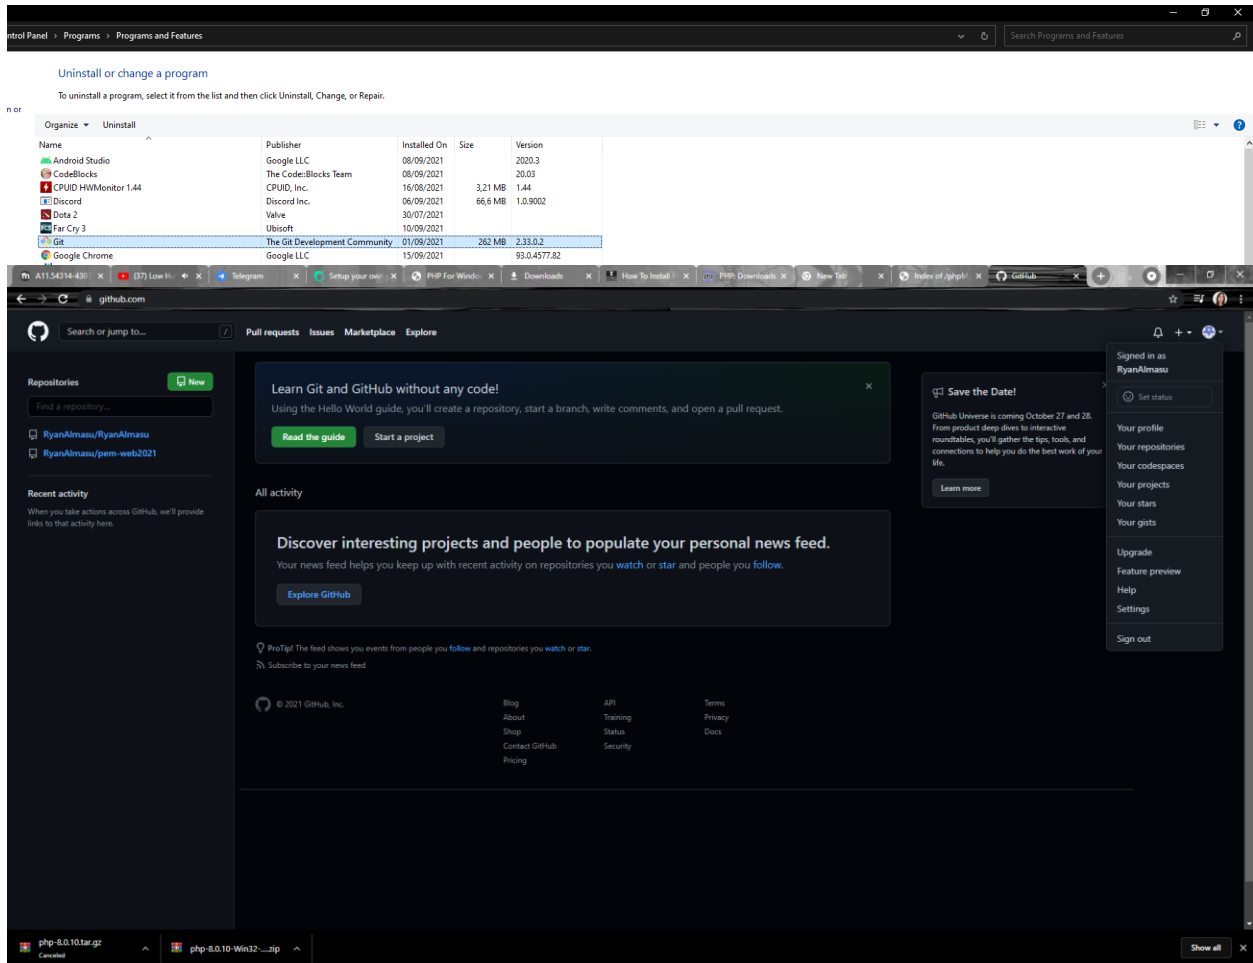 ntrol Panel > Programs > Programs and Features
Search Programs and Features
Uninstall or change a program
To uninstall a program, select it from the list and then click Uninstall, Change, or Repair.
n or
Organize Uninstall
Name Publisher Installed On Size Version
Android Studio Google LLC 08/09/2021 2020.3
CodeBlocks The Code::Blocks Team 08/09/2021 20.03
CPUID HWMonitor 1.44 CPUID, Inc. 16/08/2021 3,21 MB 1.44
Discord Discord Inc. 06/09/2021 66,6 MB 1.0.9002
Dota 2 Valve 30/07/2021
Far Cry 3 Ubisoft 10/09/2021
Git The Git Development Community 01/09/2021 262 MB 2.33.0.2
Google Chrome Google LLC 15/09/2021 93.0.4577.82
A11.54314-430 (37) Low H Telegram Setup your own PHP For Window Downloads How To Install PHP: Downloads New Tab Index of /phpM GitHub
github.com
Search or jump to... / Pull requests Issues Marketplace Explore
Signed in as
RyanAlmasu
Set status
Your profile
Your repositories
Your codespaces
Your projects
Your stars
Your gists
Upgrade
Feature preview
Help
Settings
Sign out
Repositories New
Find a repository...
RyanAlmasu/RyanAlmasu
RyanAlmasu/pem-web2021
Recent activity
When you take actions across GitHub, we'll provide
links to that activity here.
Learn Git and GitHub without any code!
Using the Hello World guide, you'll create a repository, start a branch, write comments, and open a pull request.
Read the guide Start a project
Save the Date!
GitHub Universe is coming October 27 and 28.
From product deep dives to interactive
roundtables, you'll gather the tips, tools, and
connections to help you do the best work of your
life.
Learn more
All activity
Discover interesting projects and people to populate your personal news feed.
Your news feed helps you keep up with recent activity on repositories you watch or star and people you follow.
Explore GitHub
ProTip! The feed shows you events from people you follow and repositories you watch or star.
Subscribe to your news feed
© 2021 GitHub, Inc.
Blog API Terms
About Training Privacy
Shop Status Docs
Contact GitHub Security
Pricing
php-8.0.10.tar.gz
Canceled
php-8.0.10-Win32-....zip
Show all